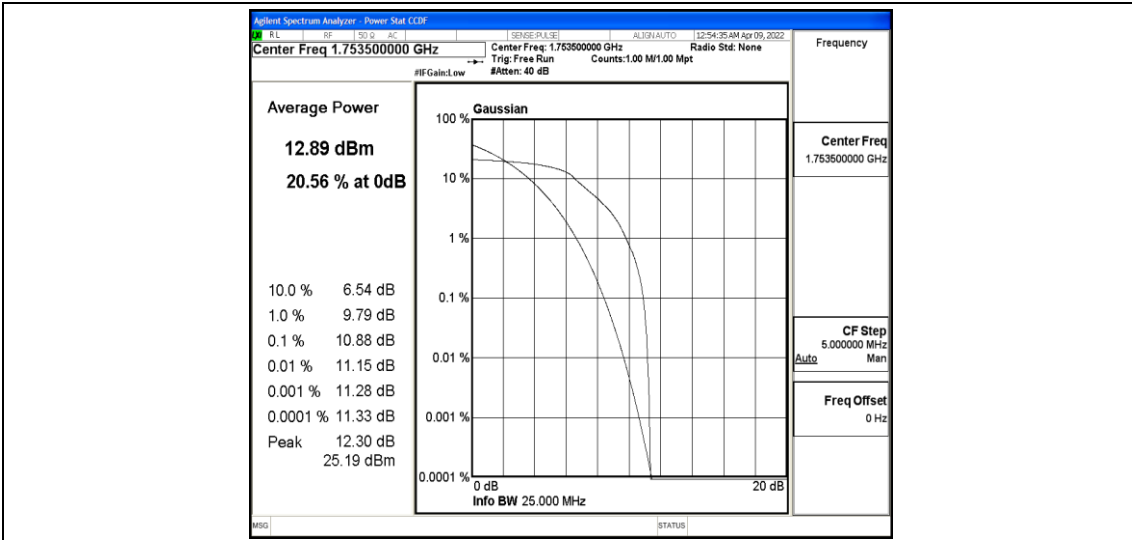 Agilent Spectrum Analyzer - Power Stat CCDF
RL RF 50 Ω AC SENSE:PULSE ALIGN AUTO 12:54:35 AM Apr 09, 2022
Center Freq 1.753500000 GHz
Center Freq: 1.753500000 GHz Radio Std: None
Trig: Free Run Counts:1.00 M/1.00 Mpt
#IFGain:Low #Atten: 40 dB
Frequency
Average Power
12.89 dBm
20.56 % at 0dB
10.0 % 6.54 dB
1.0 % 9.79 dB
0.1 % 10.88 dB
0.01 % 11.15 dB
0.001 % 11.28 dB
0.0001 % 11.33 dB
Peak 12.30 dB
25.19 dBm
Gaussian
100 %
10 %
1 %
0.1 %
0.01 %
0.001 %
0.0001 %
0 dB 20 dB
Info BW 25.000 MHz
Center Freq
1.753500000 GHz
CF Step
5.000000 MHz
Auto Man
Freq Offset
0 Hz
MSG STATUS